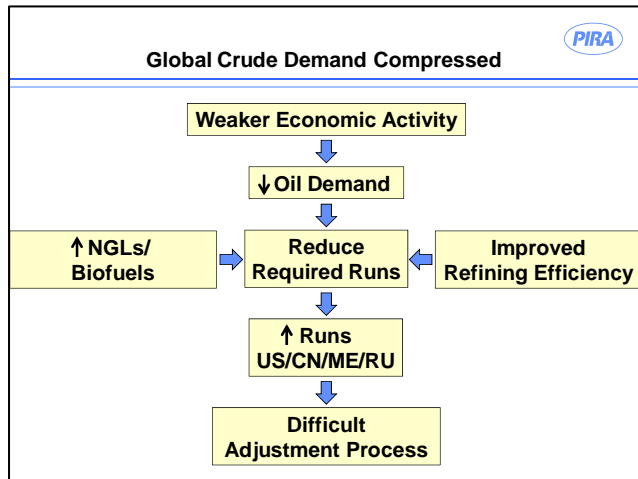 PIRA
Global Crude Demand Compressed
Weaker Economic Activity
↓ Oil Demand
↑ NGLs/
Biofuels
Reduce
Required Runs
Improved
Refining Efficiency
↑ Runs
US/CN/ME/RU
Difficult
Adjustment Process